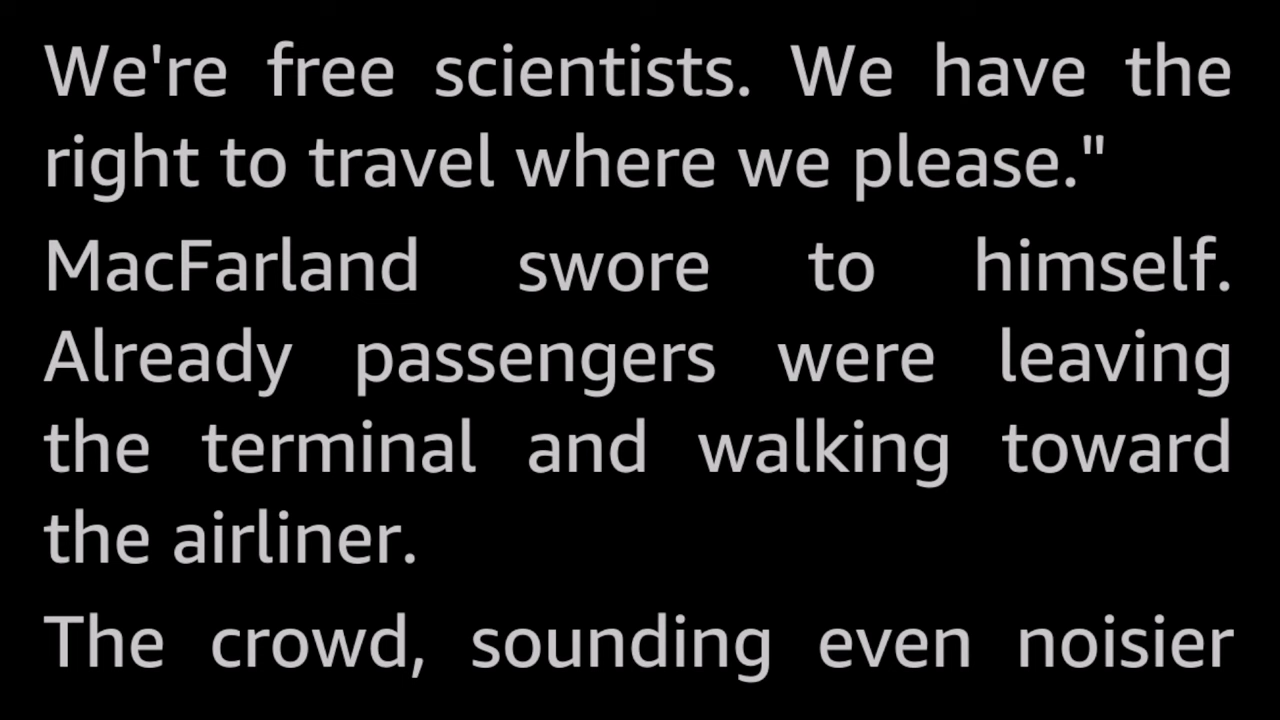 We're free scientists. We have the
right to travel where we please."
MacFarland swore to himself.
Already passengers were leaving
the terminal and walking toward
the airliner.
The crowd, sounding even noisier